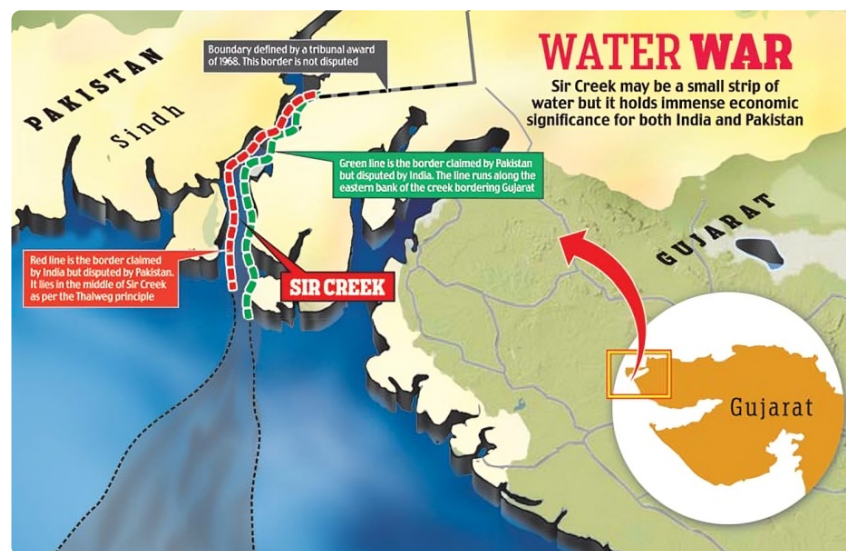 WATER WAR
Sir Creek may be a small strip of
water but it holds immense economic
significance for both India and Pakistan
PAKISTAN
Sindh
Boundary defined by a tribunal award
of 1968. This border is not disputed
Green line is the border claimed by Pakistan
but disputed by India. The line runs along the
eastern bank of the creek bordering Gujarat
Red line is the border claimed
by India but disputed by Pakistan.
It lies in the middle of Sir Creek
as per the Thalweg principle
SIR CREEK
GUJARAT
Gujarat